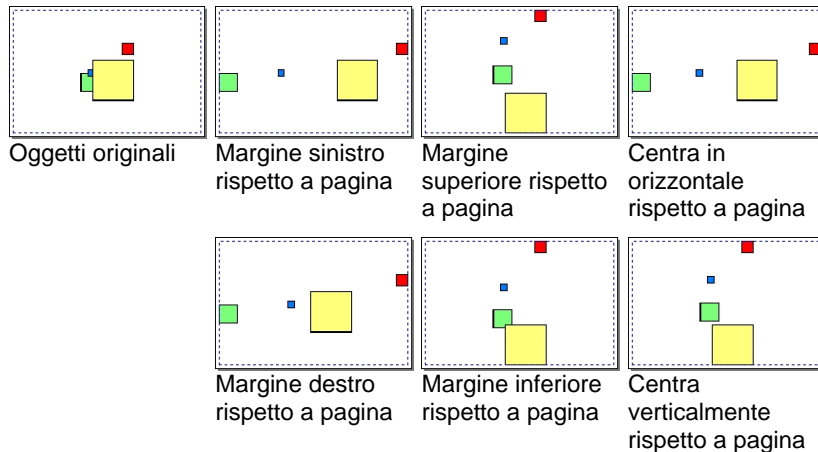 Oggetti originali
Margine sinistro
rispetto a pagina
Margine
superiore rispetto
a pagina
Centra in
orizzontale
rispetto a pagina
Margine destro
rispetto a pagina
Margine inferiore
rispetto a pagina
Centra
verticalmente
rispetto a pagina